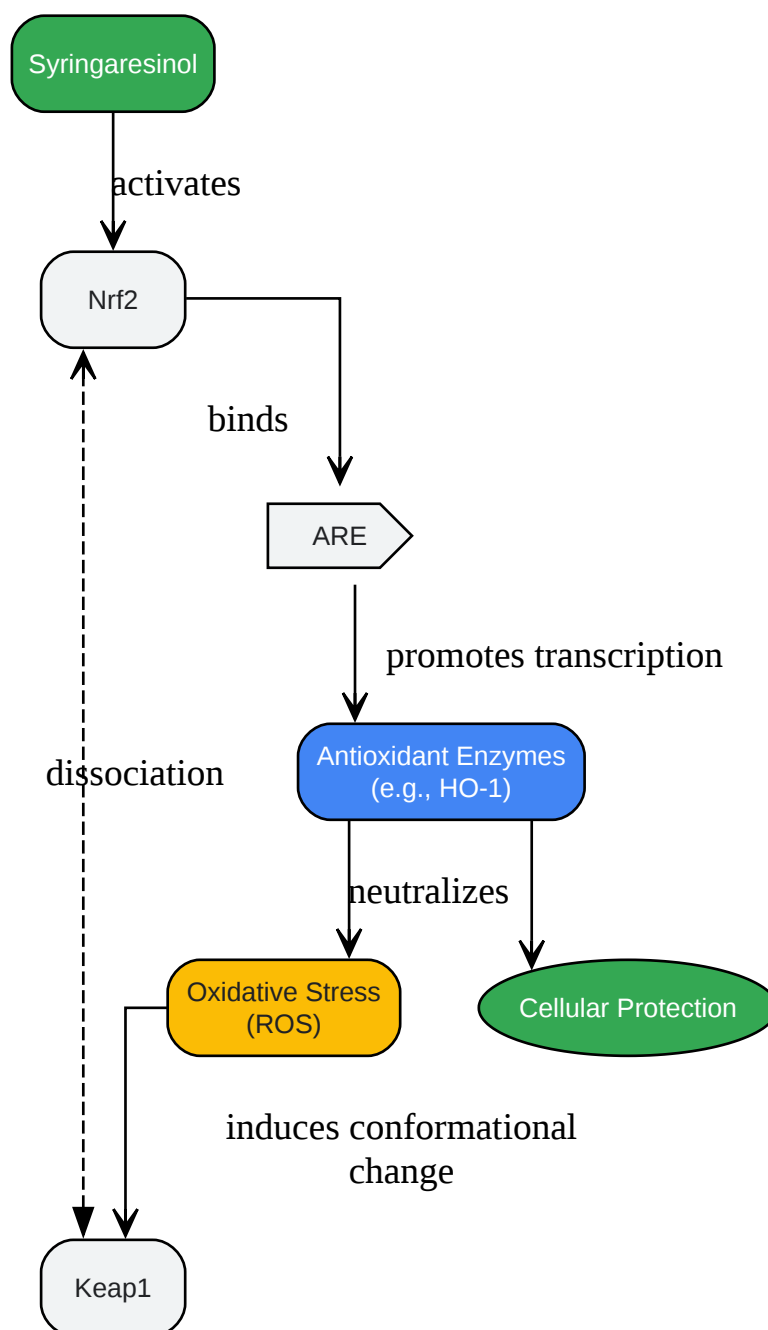 Syringaresinol
activates
Nrf2
binds
ARE
promotes transcription
Antioxidant Enzymes
(e.g., HO-1)
dissociation
neutralizes
Oxidative Stress
(ROS)
Cellular Protection
induces conformational
change
Keap1